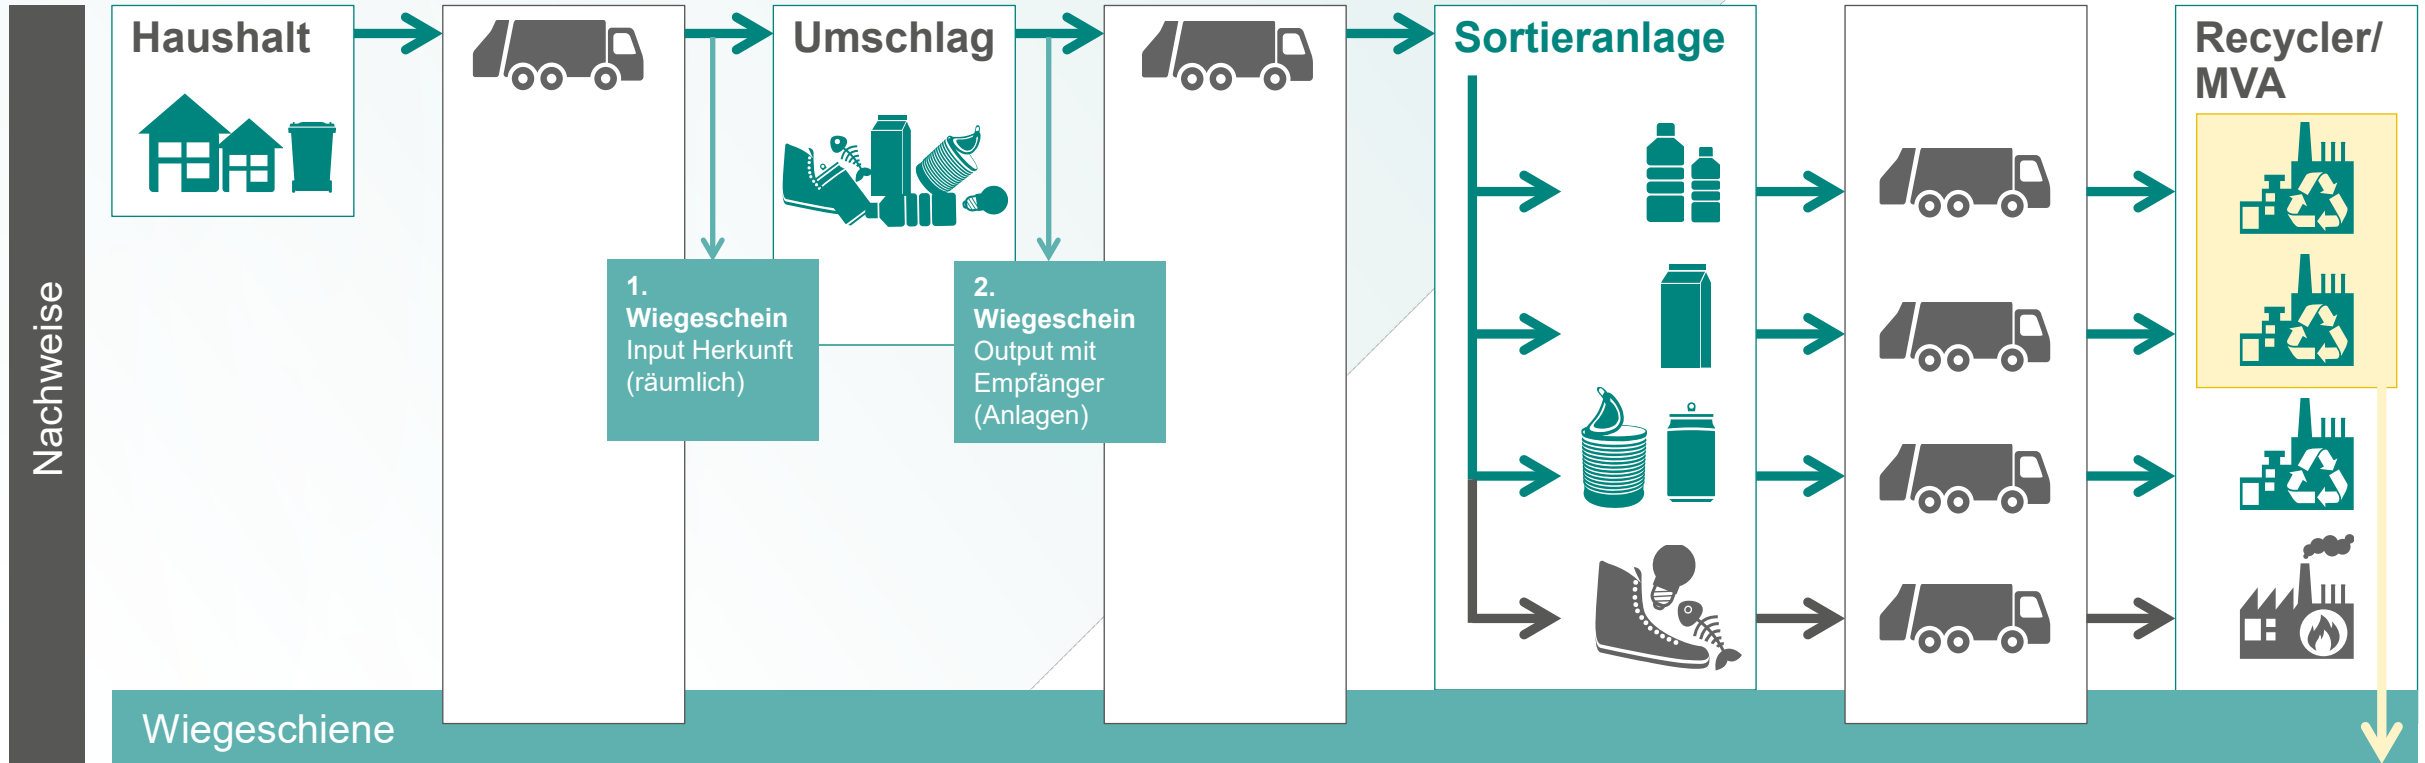 Nachweise
Haushalt
Umschlag
Sortieranlage
Recycler/
MVA
1.
Wiegeschein
Input Herkunft
(räumlich)
2.
Wiegeschein
Output mit
Empfänger
(Anlagen)
Wiegeschiene